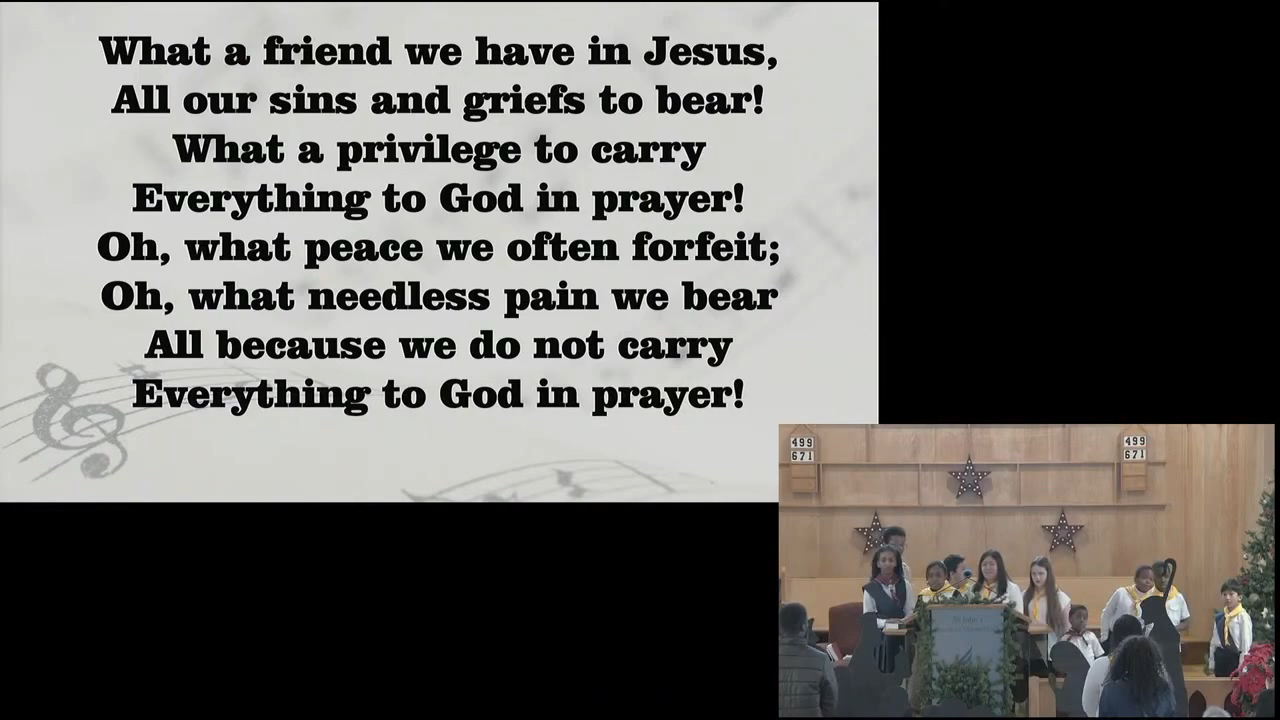 What a friend we have in Jesus,
All our sins and griefs to bear!
What a privilege to carry
Everything to God in prayer!
Oh, what peace we often forfeit;
Oh, what needless pain we bear
All because we do not carry
Everything to God in prayer!
499
671
499
671
St. John's